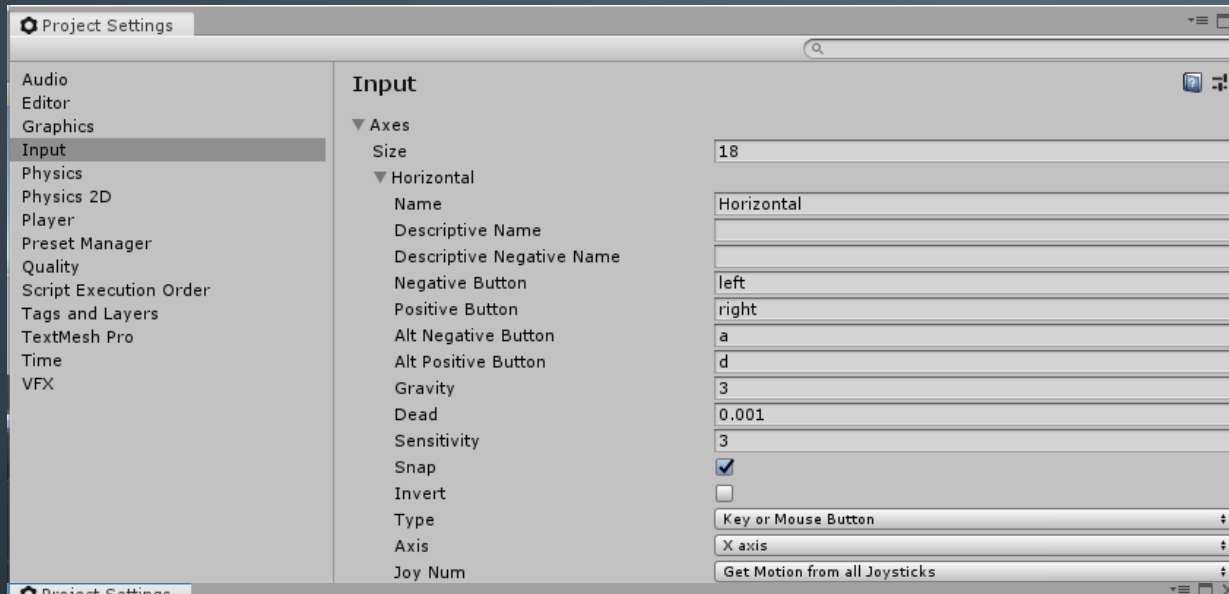 Project Settings
Audio
Editor
Graphics
Input
Physics
Physics 2D
Player
Preset Manager
Quality
Script Execution Order
Tags and Layers
TextMesh Pro
Time
VFX
Input
Axes
Size 18
Horizontal
Name Horizontal
Descriptive Name
Descriptive Negative Name
Negative Button left
Positive Button right
Alt Negative Button a
Alt Positive Button d
Gravity 3
Dead 0.001
Sensitivity 3
Snap
Invert
Type Key or Mouse Button
Axis X axis
Joy Num Get Motion from all Joysticks
Project Settings